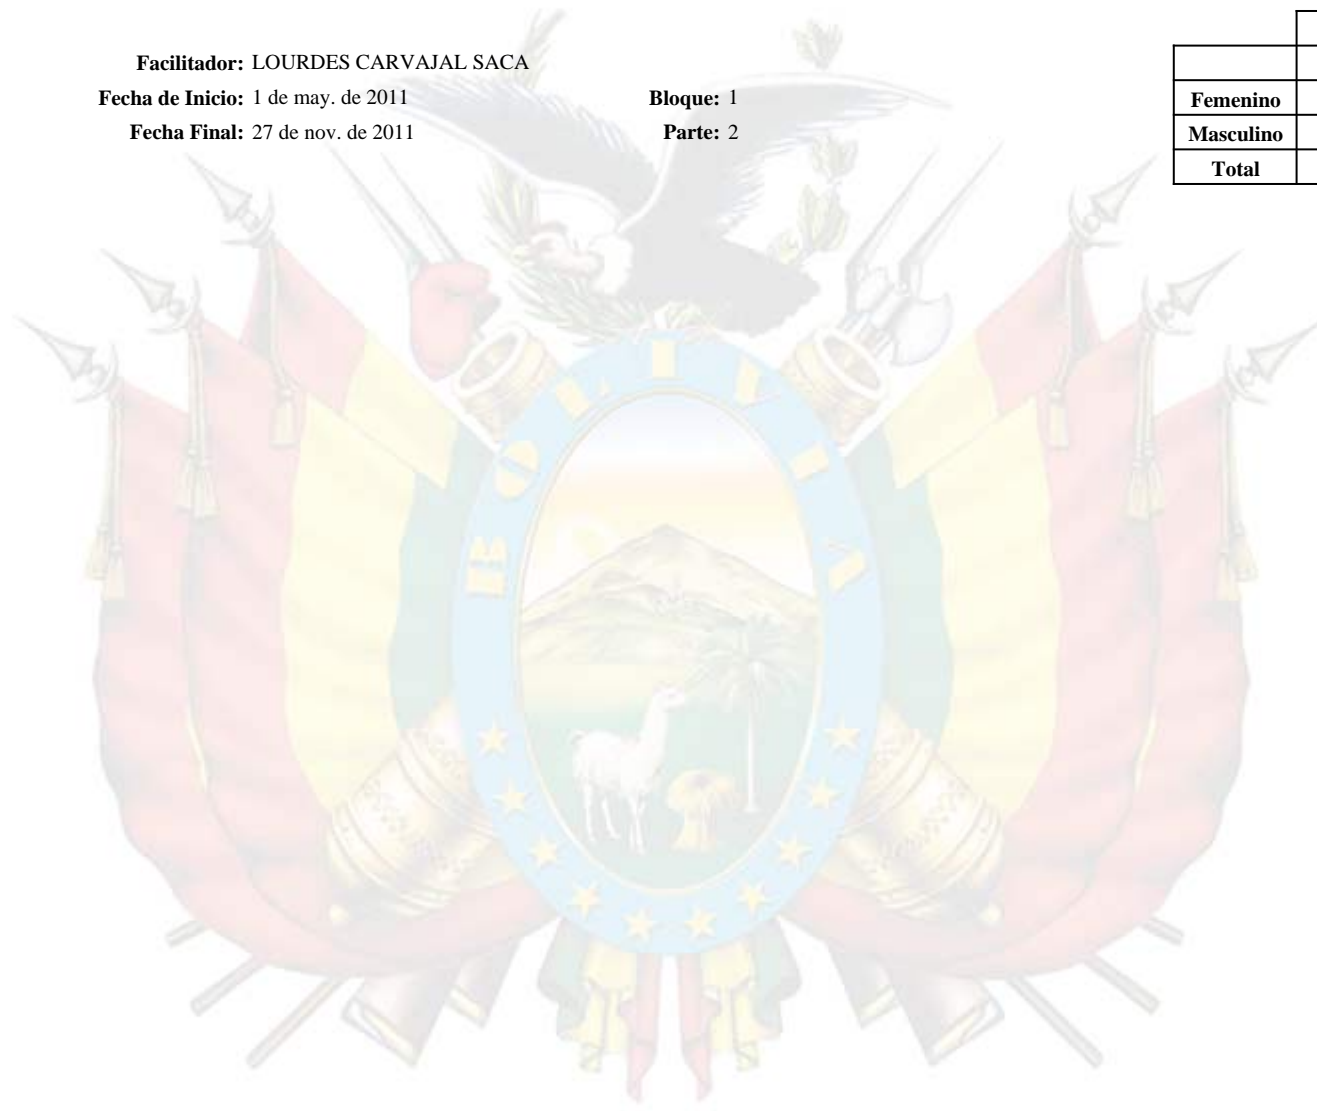 Facilitador: LOURDES CARVAJAL SACA
Fecha de Inicio: 1 de may. de 2011 Bloque: 1
Fecha Final: 27 de nov. de 2011 Parte: 2
Femenino
Masculino
Total
BOLIVIA